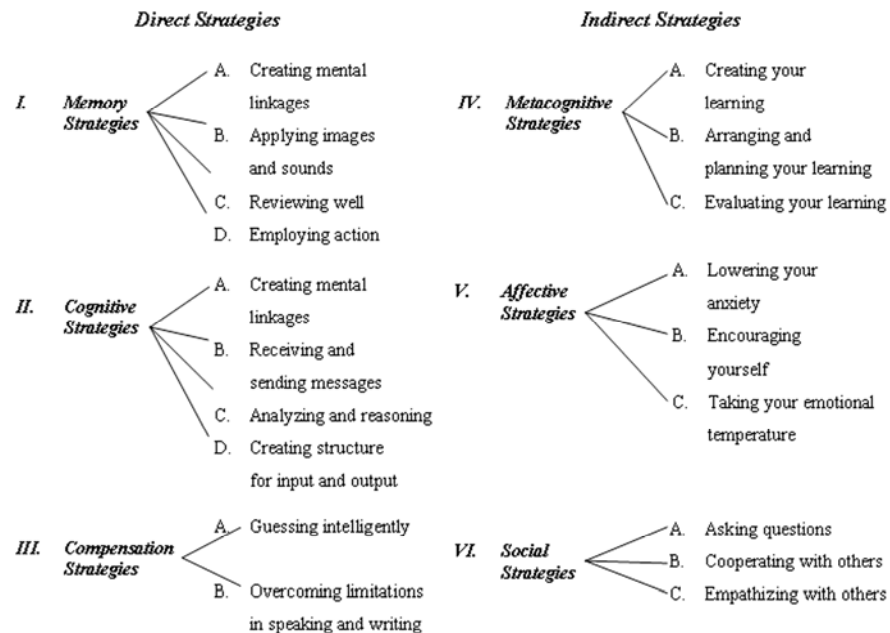 Direct Strategies
I. Memory
Strategies
A. Creating mental
linkages
B. Applying images
and sounds
C. Reviewing well
D. Employing action
II. Cognitive
Strategies
A. Creating mental
linkages
B. Receiving and
sending messages
C. Analyzing and reasoning
D. Creating structure
for input and output
III. Compensation
Strategies
A. Guessing intelligently
B. Overcoming limitations
in speaking and writing
Indirect Strategies
IV. Metacognitive
Strategies
A. Creating your
learning
B. Arranging and
planning your learning
C. Evaluating your learning
V. Affective
Strategies
A. Lowering your
anxiety
B. Encouraging
yourself
C. Taking your emotional
temperature
VI. Social
Strategies
A. Asking questions
B. Cooperating with others
C. Empathizing with others